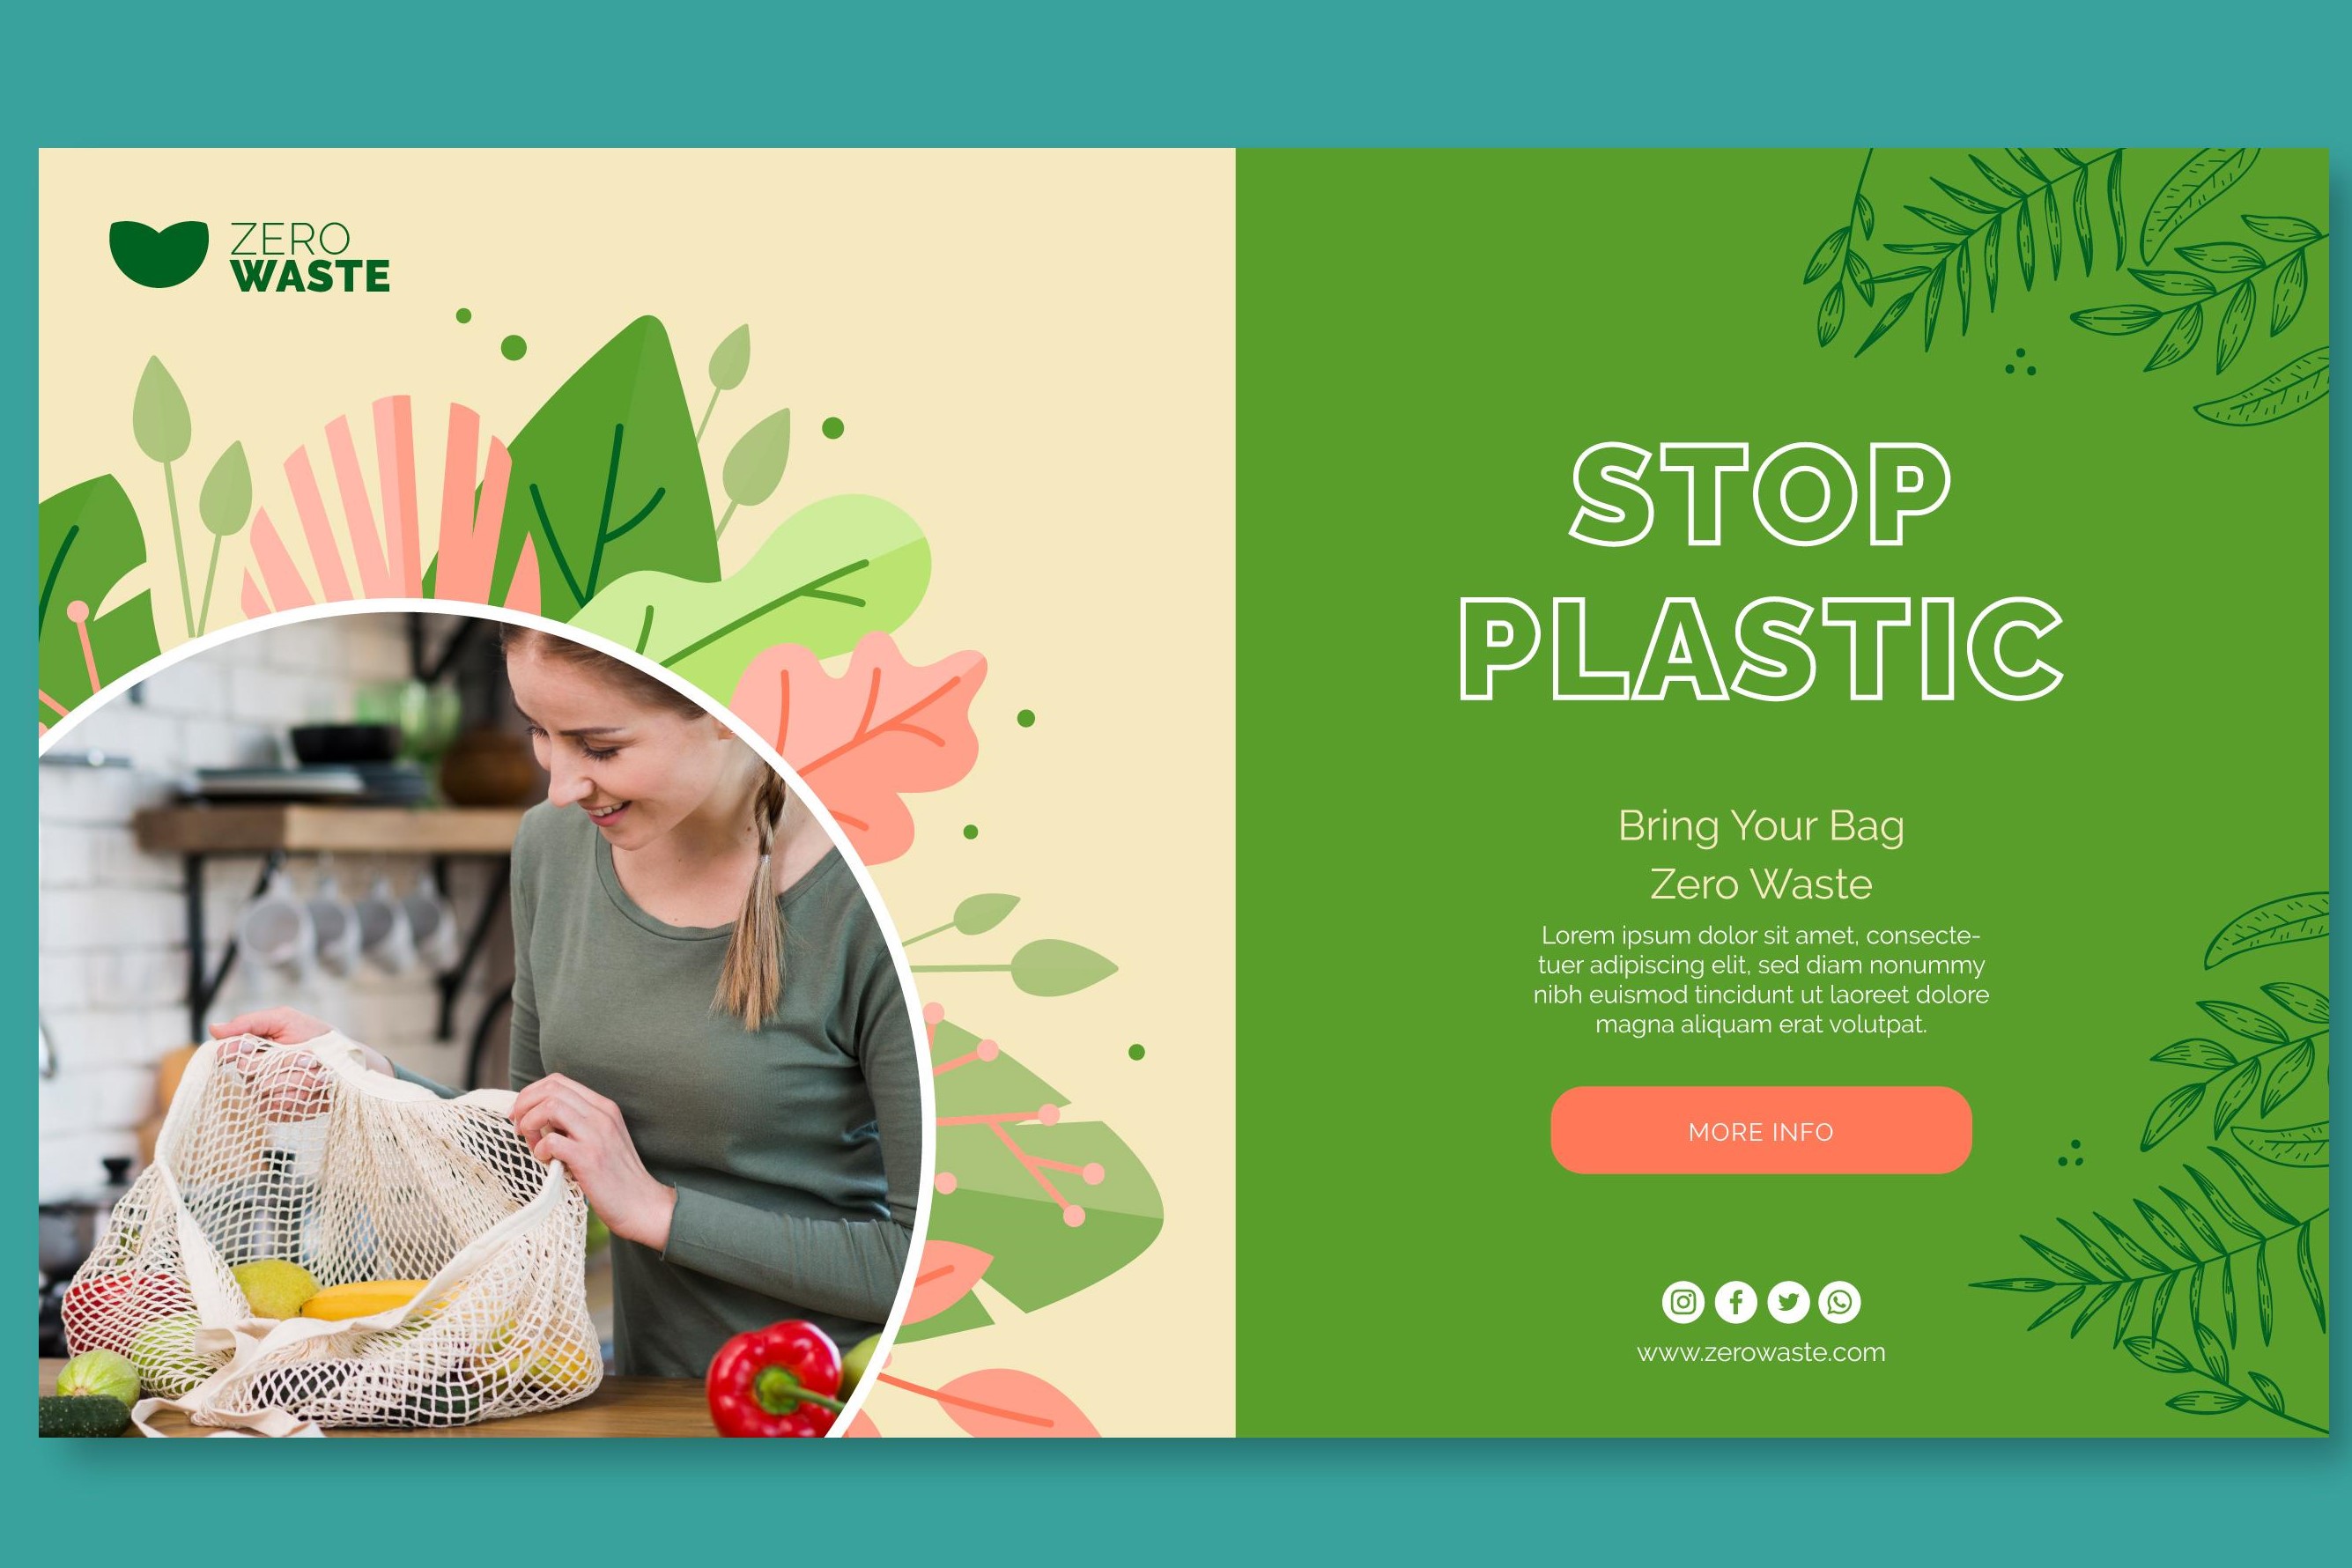 ZERO
WASTE
STOP
PLASTIC
Bring Your Bag
Zero Waste
Lorem ipsum dolor sit amet, consecte-
tuer adipiscing elit, sed diam nonummy
nibh euismod tincidunt ut laoreet dolore
magna aliquam erat volutpat.
MORE INFO
www.zerowaste.com